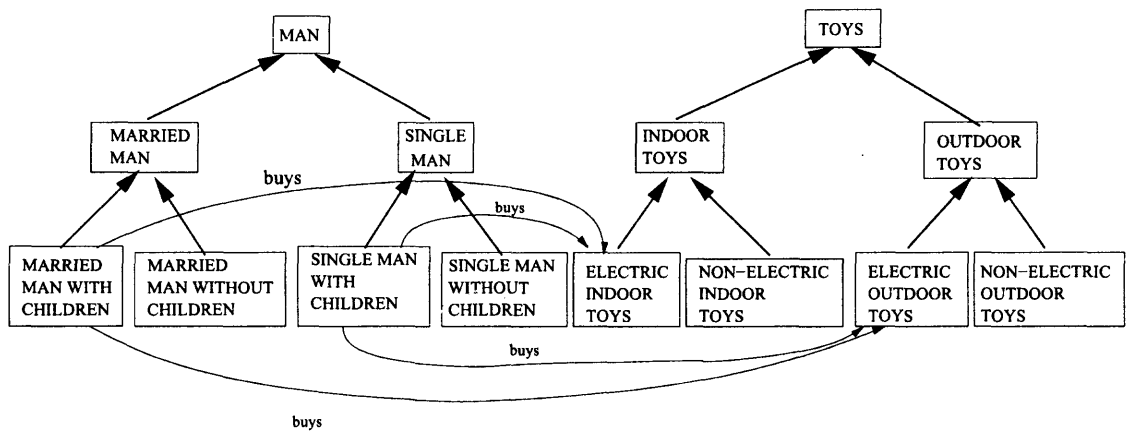 MAN
TOYS
MARRIED
MAN
SINGLE
MAN
INDOOR
TOYS
OUTDOOR
TOYS
buys
buys
MARRIED
MAN WITH
CHILDREN
MARRIED
MAN WITHOUT
CHILDREN
SINGLE MAN
WITH
CHILDREN
SINGLE MAN
WITHOUT
CHILDREN
ELECTRIC
INDOOR
TOYS
NON-ELECTRIC
INDOOR
TOYS
ELECTRIC
OUTDOOR
TOYS
NON-ELECTRIC
OUTDOOR
TOYS
buys
buys